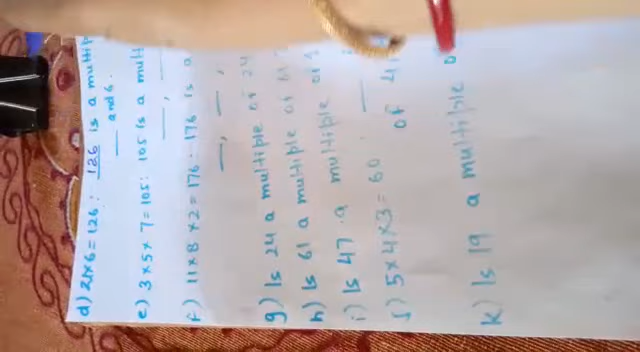 d) 21×6=126: 126 is a multip
— and 6.
e) 3×5×7=105: 105 is a mult
—, —
f) 11×8×2=176: 176 is a
—, —,
g) Is 24 a multiple of 24
h) Is 61 a multiple of
i) Is 47 a multiple of
j) 5×4×3=60
of
k) Is 19 a multiple